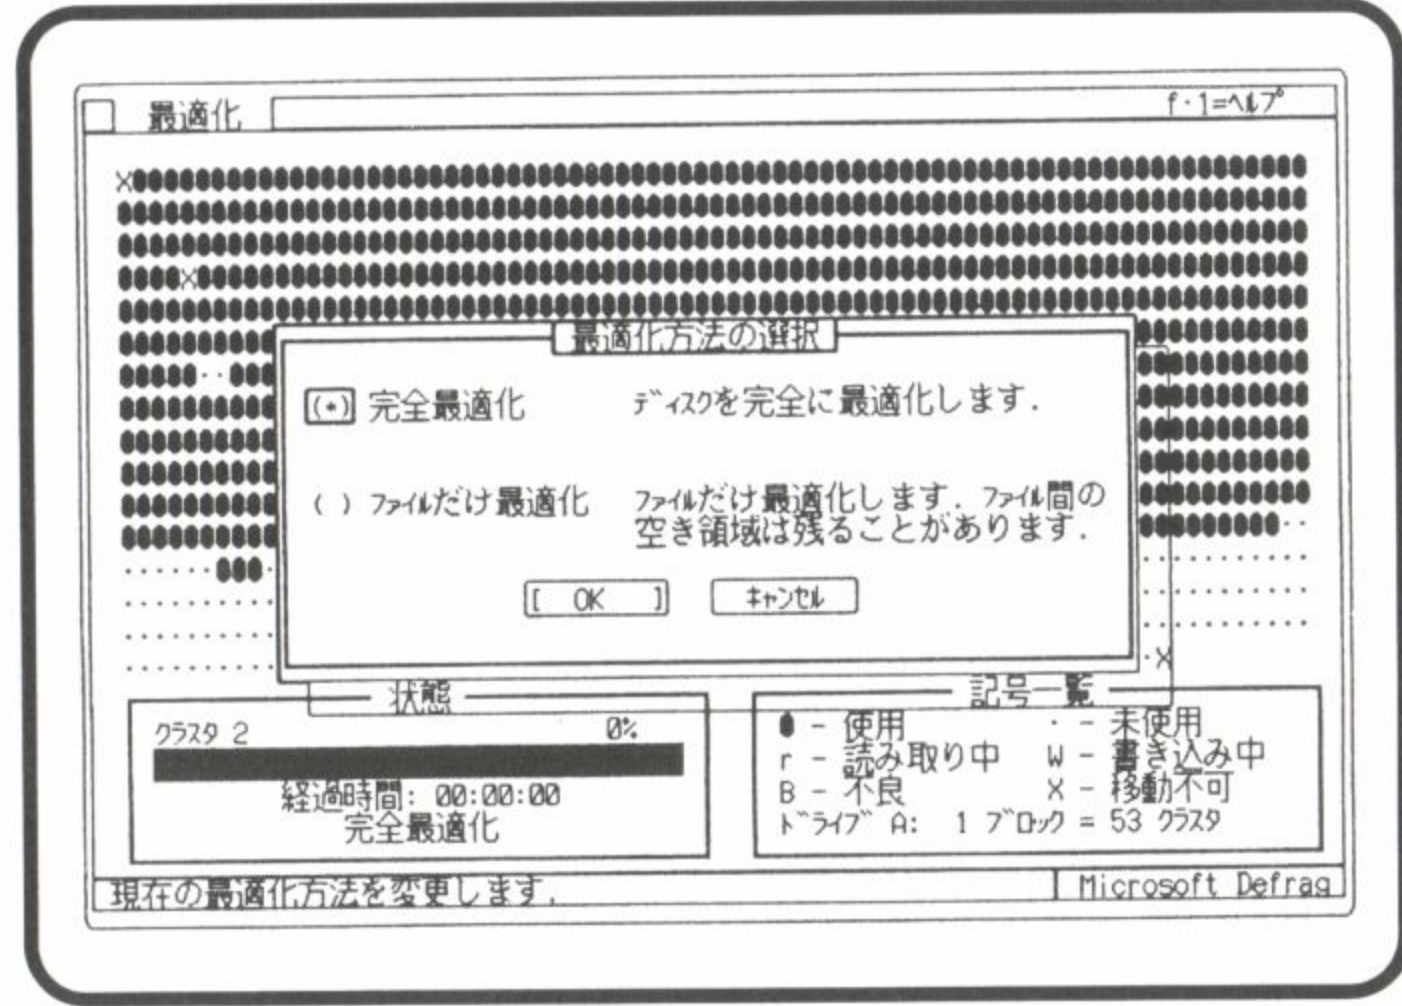 最適化 f・1=ﾍﾙﾌﾟ
最適化方法の選択
(*) 完全最適化 ﾃﾞｨｽｸを完全に最適化します.
( ) ﾌｧｲﾙだけ最適化 ﾌｧｲﾙだけ最適化します. ﾌｧｲﾙ間の
空き領域は残ることがあります.
[ OK ] ｷｬﾝｾﾙ
状態
ｸﾗｽﾀ 2 0%
経過時間: 00:00:00
完全最適化
記号一覧
- 使用 · - 未使用
r - 読み取り中 W - 書き込み中
B - 不良 X - 移動不可
ﾄﾞﾗｲﾌﾞ A: 1 ﾌﾞﾛｯｸ = 53 ｸﾗｽﾀ
現在の最適化方法を変更します. Microsoft Defrag